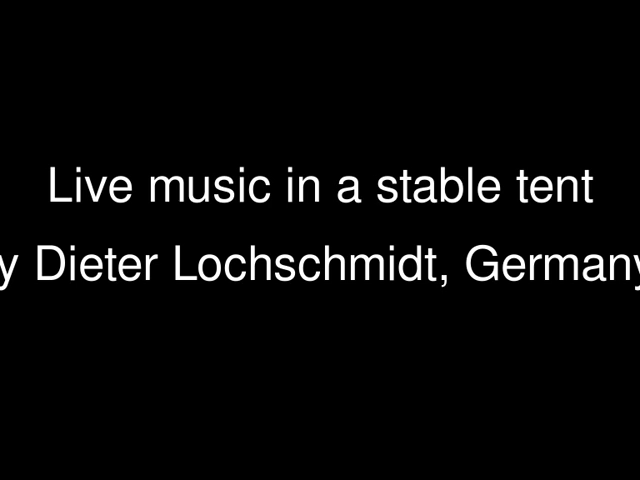 Live music in a stable tent
y Dieter Lochschmidt, Germany